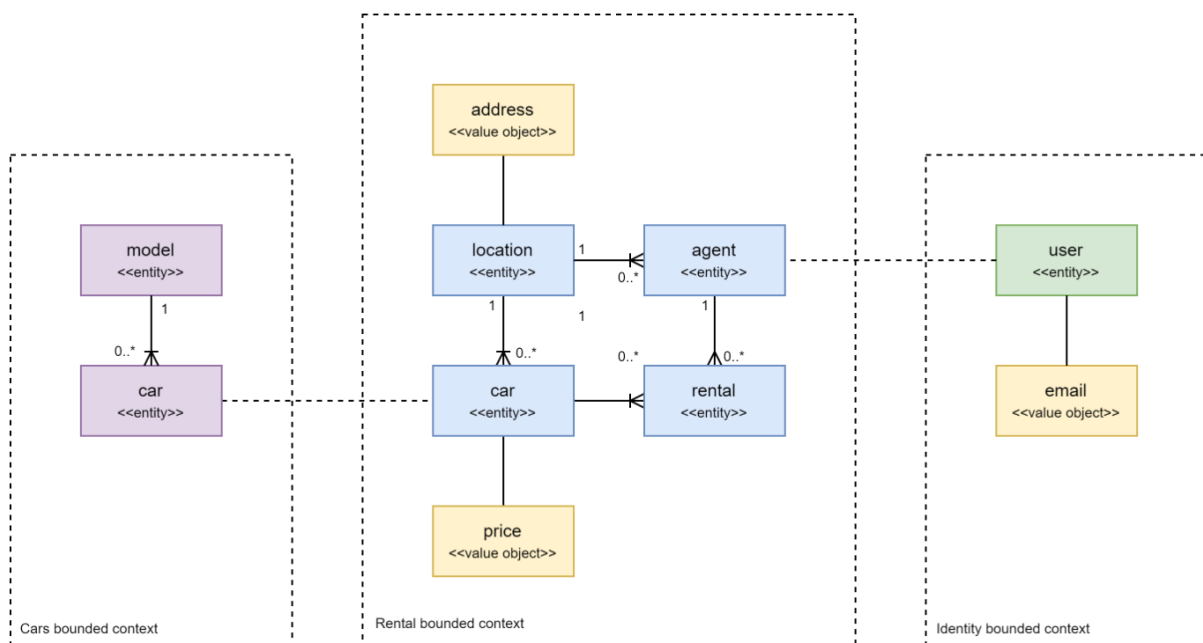 address
<<value object>>
model
<<entity>>
location
<<entity>>
1
0..*
agent
<<entity>>
user
<<entity>>
1
0..*
1
0..*
1
0..*
1
0..*
car
<<entity>>
car
<<entity>>
rental
<<entity>>
email
<<value object>>
price
<<value object>>
Cars bounded context
Rental bounded context
Identity bounded context